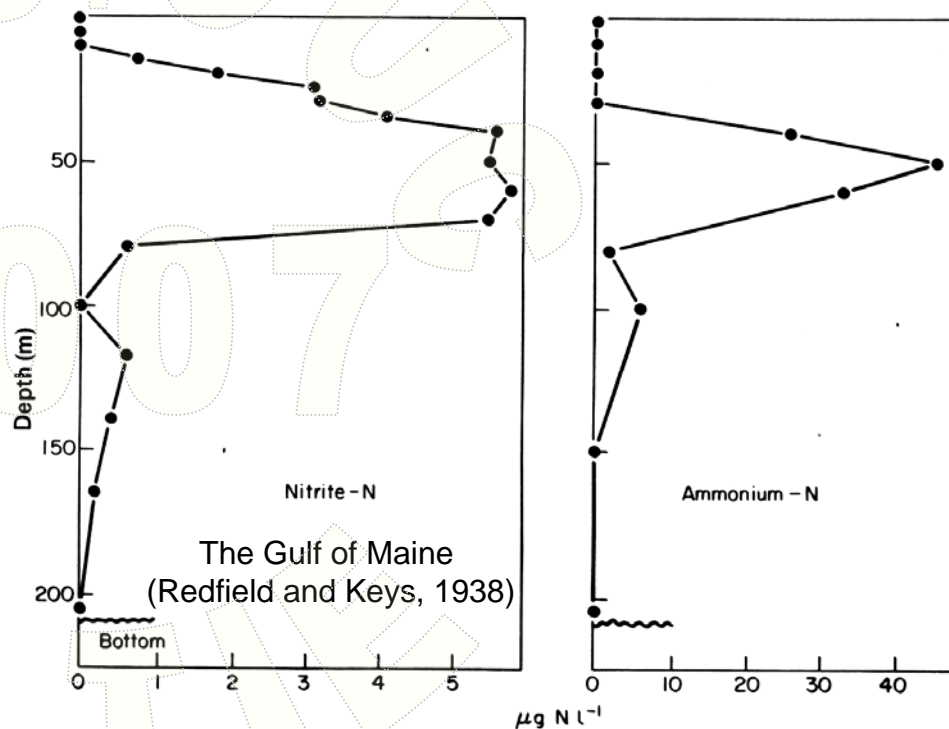 50
100
150
200
Depth (m)
Nitrite-N
The Gulf of Maine
(Redfield and Keys, 1938)
Bottom
0 1 2 3 4 5
Ammonium-N
0 10 20 30 40
μg N l⁻¹
007